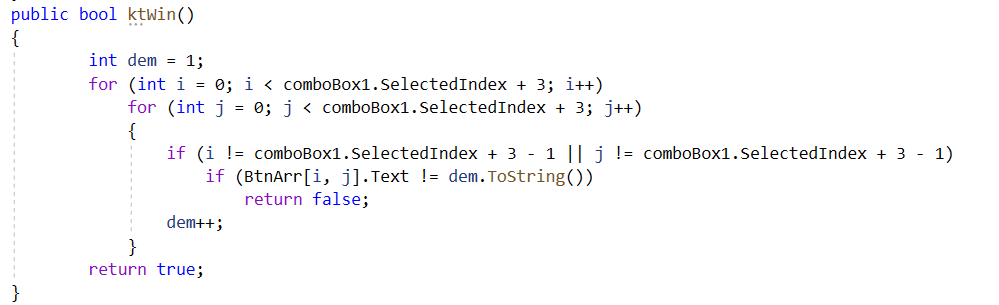 public bool ktWin()
{
int dem = 1;
for (int i = 0; i < comboBox1.SelectedIndex + 3; i++)
for (int j = 0; j < comboBox1.SelectedIndex + 3; j++)
{
if (i != comboBox1.SelectedIndex + 3 - 1 || j != comboBox1.SelectedIndex + 3 - 1)
if (BtnArr[i, j].Text != dem.ToString())
return false;
dem++;
}
return true;
}